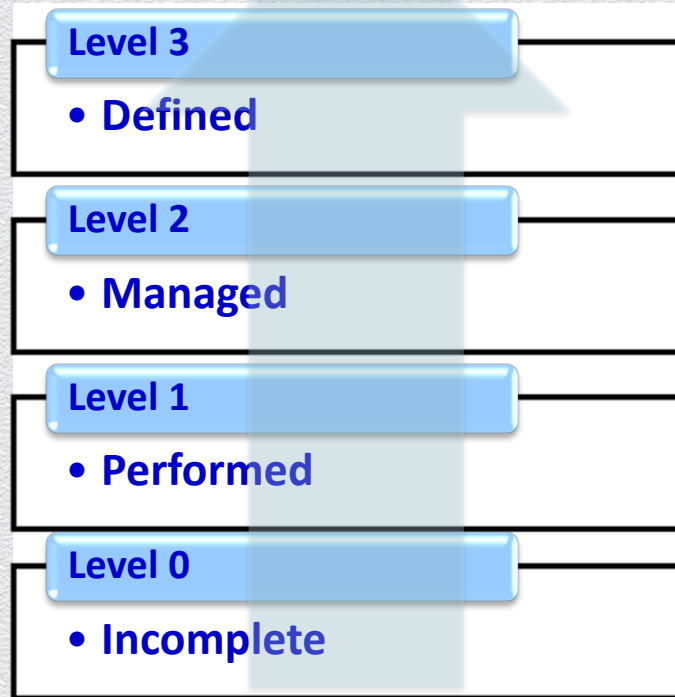 Level 3
• Defined
Level 2
• Managed
Level 1
• Performed
Level 0
• Incomplete